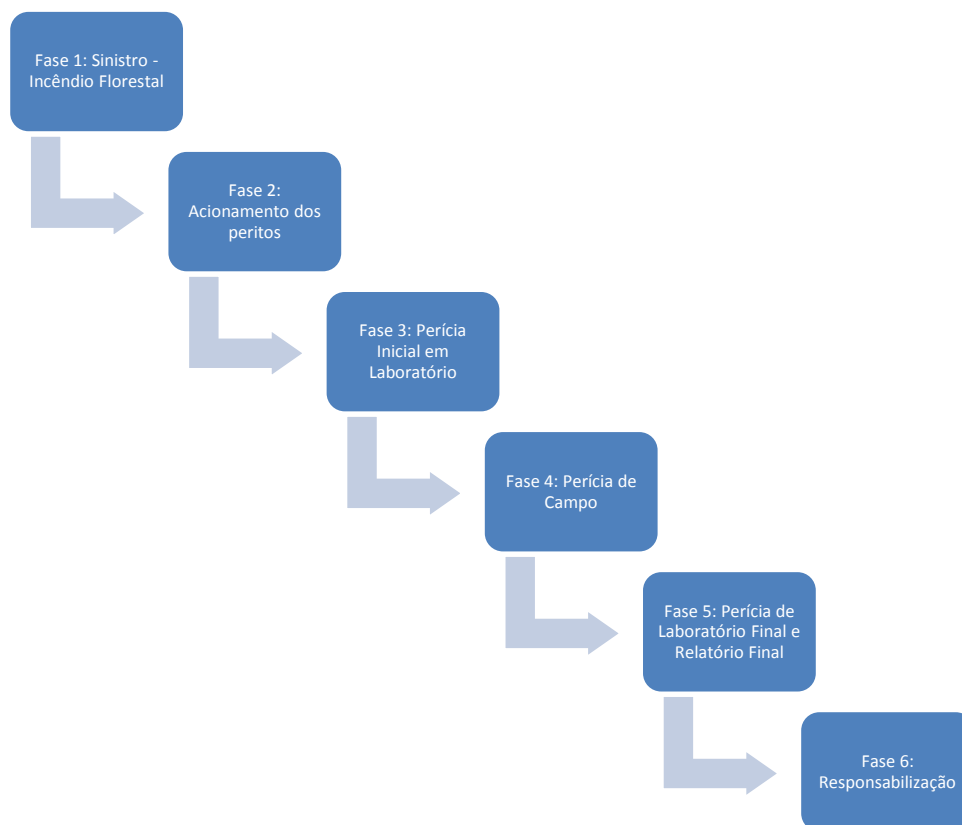 Fase 1: Sinistro -
Incêndio Florestal
Fase 2:
Acionamento dos
peritos
Fase 3: Perícia
Inicial em
Laboratório
Fase 4: Perícia de
Campo
Fase 5: Perícia de
Laboratório Final e
Relatório Final
Fase 6:
Responsabilização